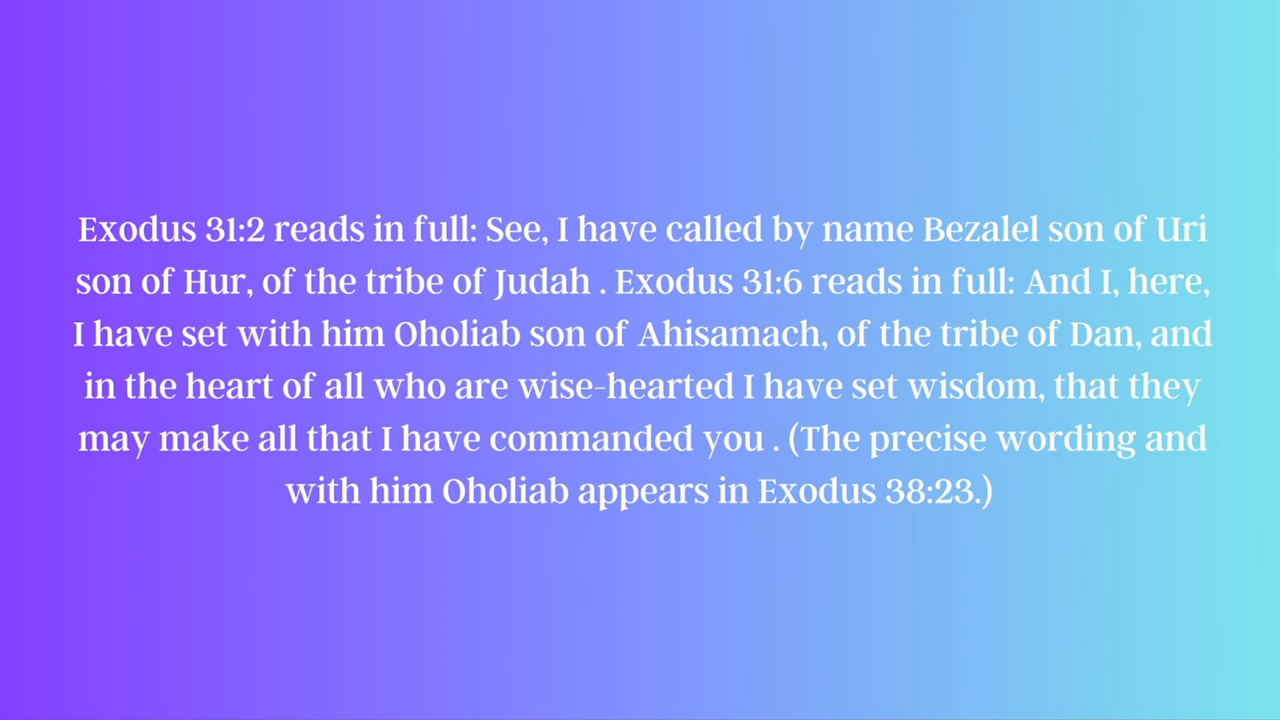 Exodus 31:2 reads in full: See, I have called by name Bezalel son of Uri
son of Hur, of the tribe of Judah . Exodus 31:6 reads in full: And I, here,
I have set with him Oholiab son of Ahisamach, of the tribe of Dan, and
in the heart of all who are wise-hearted I have set wisdom, that they
may make all that I have commanded you . (The precise wording and
with him Oholiab appears in Exodus 38:23.)